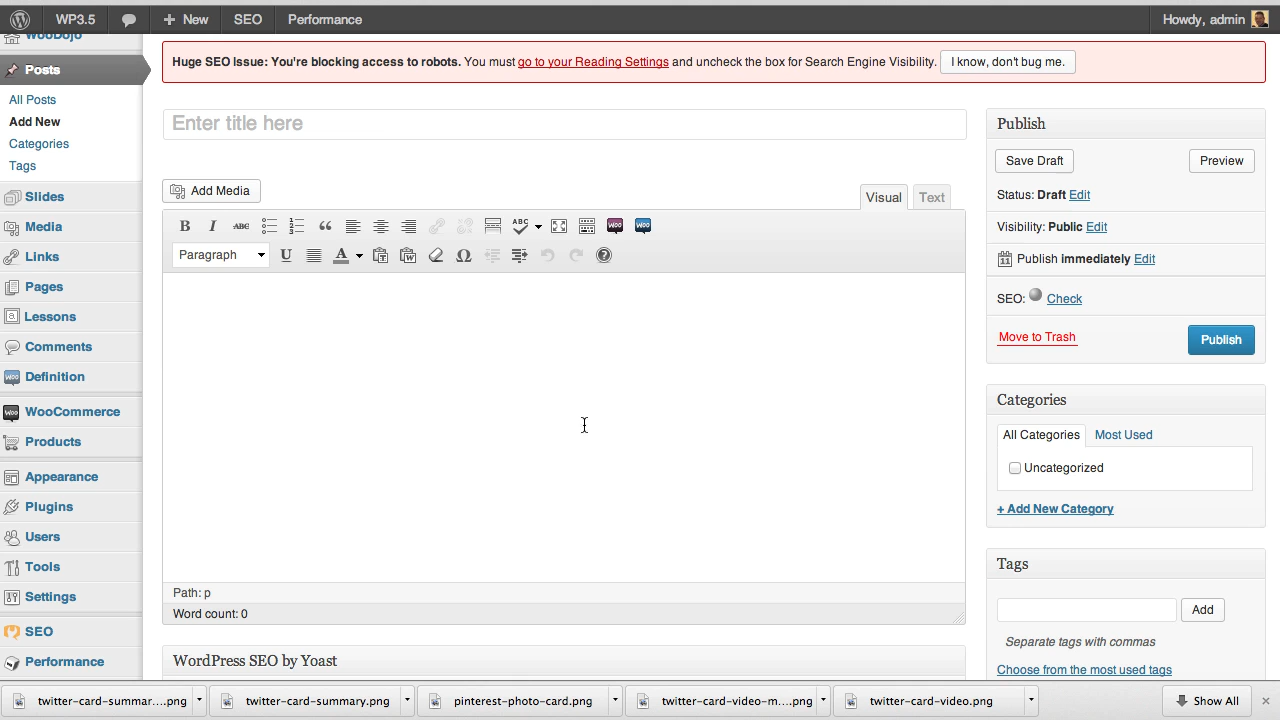 WP3.5 New SEO Performance Howdy, admin
WooDojo
Posts
All Posts
Add New
Categories
Tags
Slides
Media
Links
Pages
Lessons
Comments
Definition
WooCommerce
Products
Appearance
Plugins
Users
Tools
Settings
SEO
Performance
Huge SEO Issue: You're blocking access to robots. You must go to your Reading Settings and uncheck the box for Search Engine Visibility. I know, don't bug me.
Enter title here
Add Media
Visual Text
B I ABC ABC Woo Woo
Paragraph U A Ω
Path: p
Word count: 0
WordPress SEO by Yoast
Publish
Save Draft Preview
Status: Draft Edit
Visibility: Public Edit
11 Publish immediately Edit
SEO: Check
Move to Trash Publish
Categories
All Categories Most Used
Uncategorized
+ Add New Category
Tags
Add
Separate tags with commas
Choose from the most used tags
twitter-card-summar....png twitter-card-summary.png pinterest-photo-card.png twitter-card-video-m....png twitter-card-video.png Show All